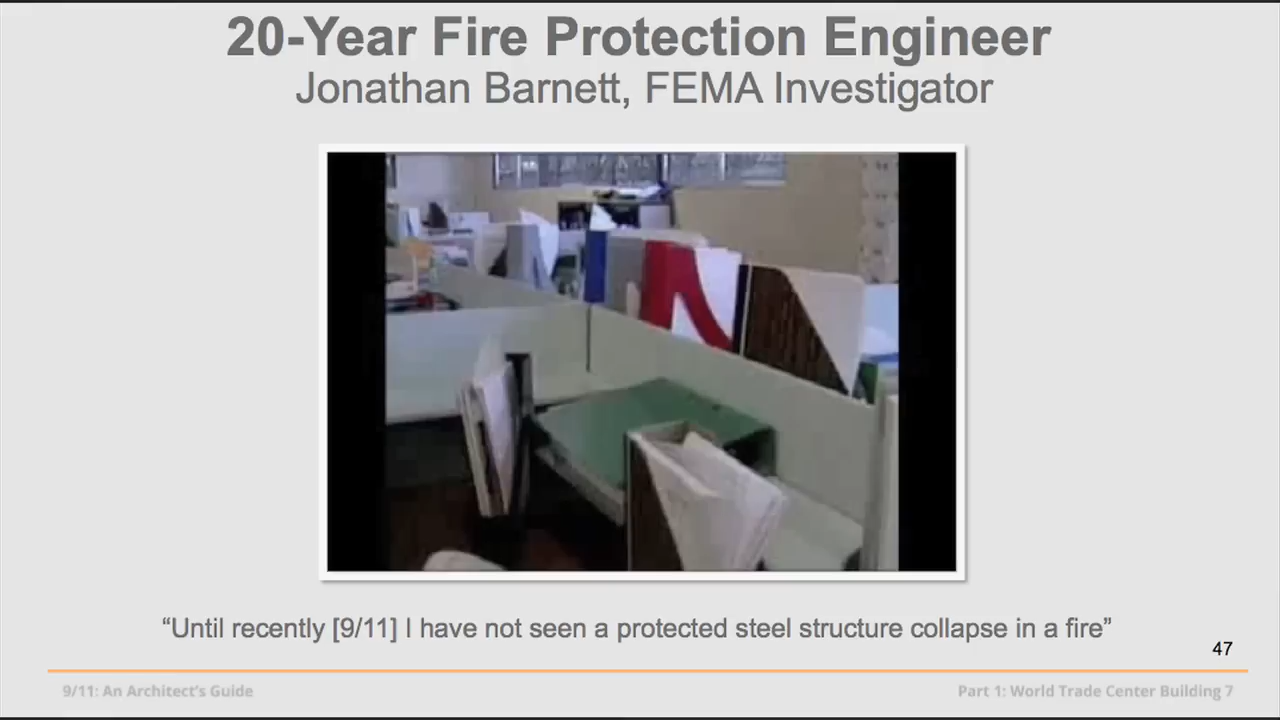 20-Year Fire Protection Engineer
Jonathan Barnett, FEMA Investigator
“Until recently [9/11] I have not seen a protected steel structure collapse in a fire”
47
9/11: An Architect's Guide
Part 1: World Trade Center Building 7